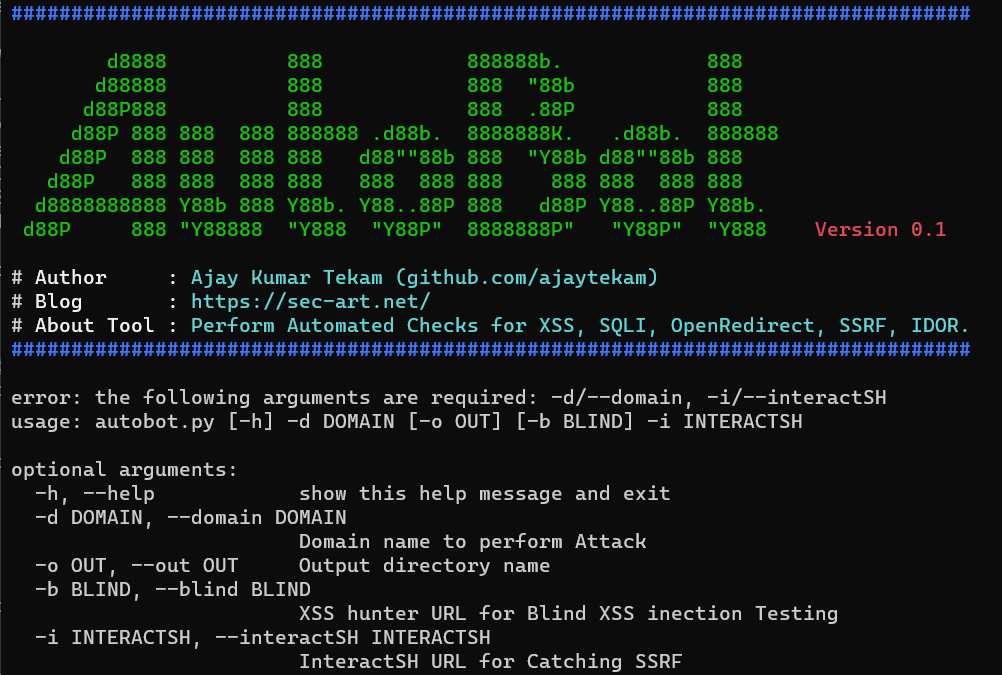 ################################################################################
       d8888          888            888888b.            888
      d88888          888            888  "88b           888
     d88P888          888            888  .88P           888
    d88P 888 888  888 888888 .d88b.  8888888K.   .d88b.  888888
   d88P  888 888  888 888   d88""88b 888  "Y88b d88""88b 888
  d88P   888 888  888 888   888  888 888    888 888  888 888
 d8888888888 Y88b 888 Y88b. Y88..88P 888   d88P Y88..88P Y88b.
d88P     888 "Y88888  "Y888  "Y88P"  8888888P"   "Y88P"  "Y888    Version 0.1
# Author     : Ajay Kumar Tekam (github.com/ajaytekam)
# Blog       : https://sec-art.net/
# About Tool : Perform Automated Checks for XSS, SQLI, OpenRedirect, SSRF, IDOR.
################################################################################
error: the following arguments are required: -d/--domain, -i/--interactSH
usage: autobot.py [-h] -d DOMAIN [-o OUT] [-b BLIND] -i INTERACTSH
optional arguments:
  -h, --help            show this help message and exit
  -d DOMAIN, --domain DOMAIN
                        Domain name to perform Attack
  -o OUT, --out OUT     Output directory name
  -b BLIND, --blind BLIND
                        XSS hunter URL for Blind XSS inection Testing
  -i INTERACTSH, --interactSH INTERACTSH
                        InteractSH URL for Catching SSRF